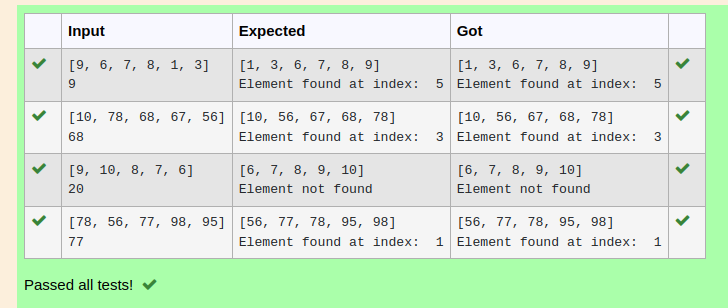 Input Expected Got
[9, 6, 7, 8, 1, 3] [1, 3, 6, 7, 8, 9] [1, 3, 6, 7, 8, 9]
9 Element found at index:  5 Element found at index:  5
[10, 78, 68, 67, 56] [10, 56, 67, 68, 78] [10, 56, 67, 68, 78]
68 Element found at index:  3 Element found at index:  3
[9, 10, 8, 7, 6] [6, 7, 8, 9, 10] [6, 7, 8, 9, 10]
20 Element not found Element not found
[78, 56, 77, 98, 95] [56, 77, 78, 95, 98] [56, 77, 78, 95, 98]
77 Element found at index:  1 Element found at index:  1
Passed all tests!